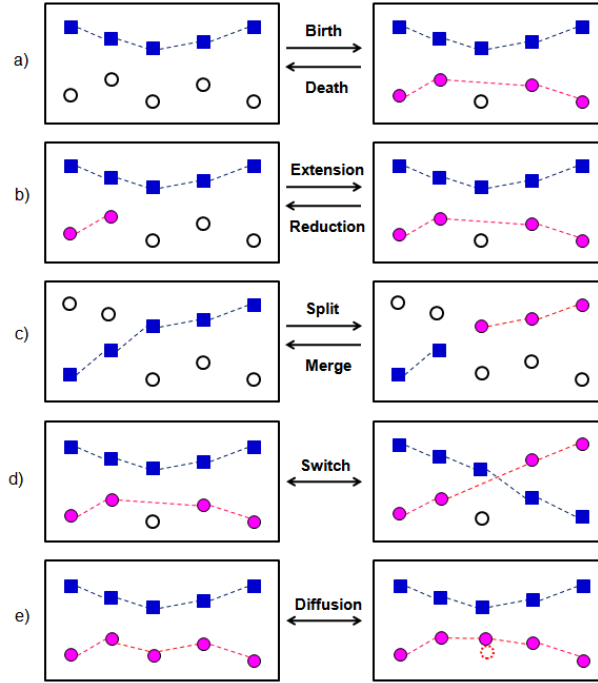 a)
Birth
Death
b)
Extension
Reduction
c)
Split
Merge
d)
Switch
e)
Diffusion